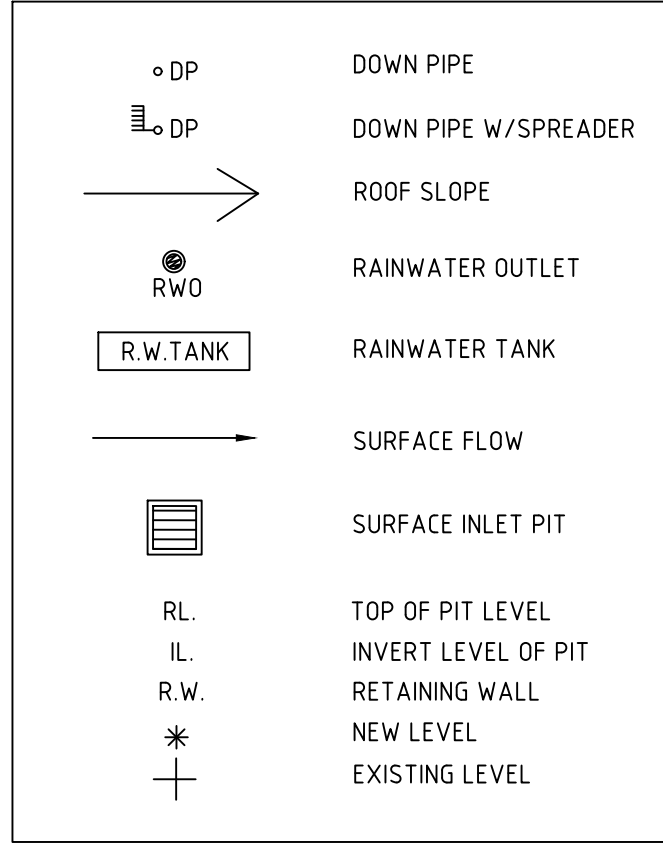 DP DOWN PIPE
DP DOWN PIPE W/SPREADER
ROOF SLOPE
RWO RAINWATER OUTLET
R.W.TANK RAINWATER TANK
SURFACE FLOW
SURFACE INLET PIT
RL. TOP OF PIT LEVEL
IL. INVERT LEVEL OF PIT
R.W. RETAINING WALL
NEW LEVEL
EXISTING LEVEL